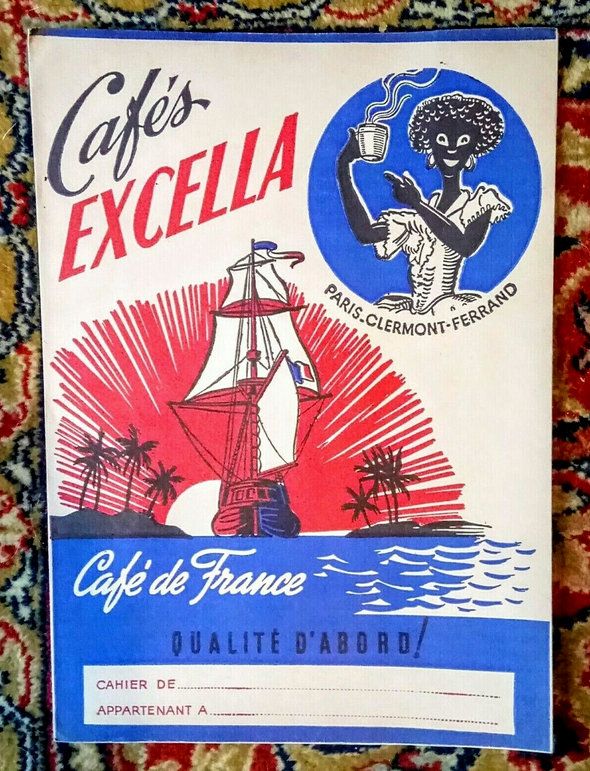 Cafés
EXCELLA
PARIS-CLERMONT-FERRAND
Café de France
QUALITÉ D'ABORD!
CAHIER DE
APPARTENANT A